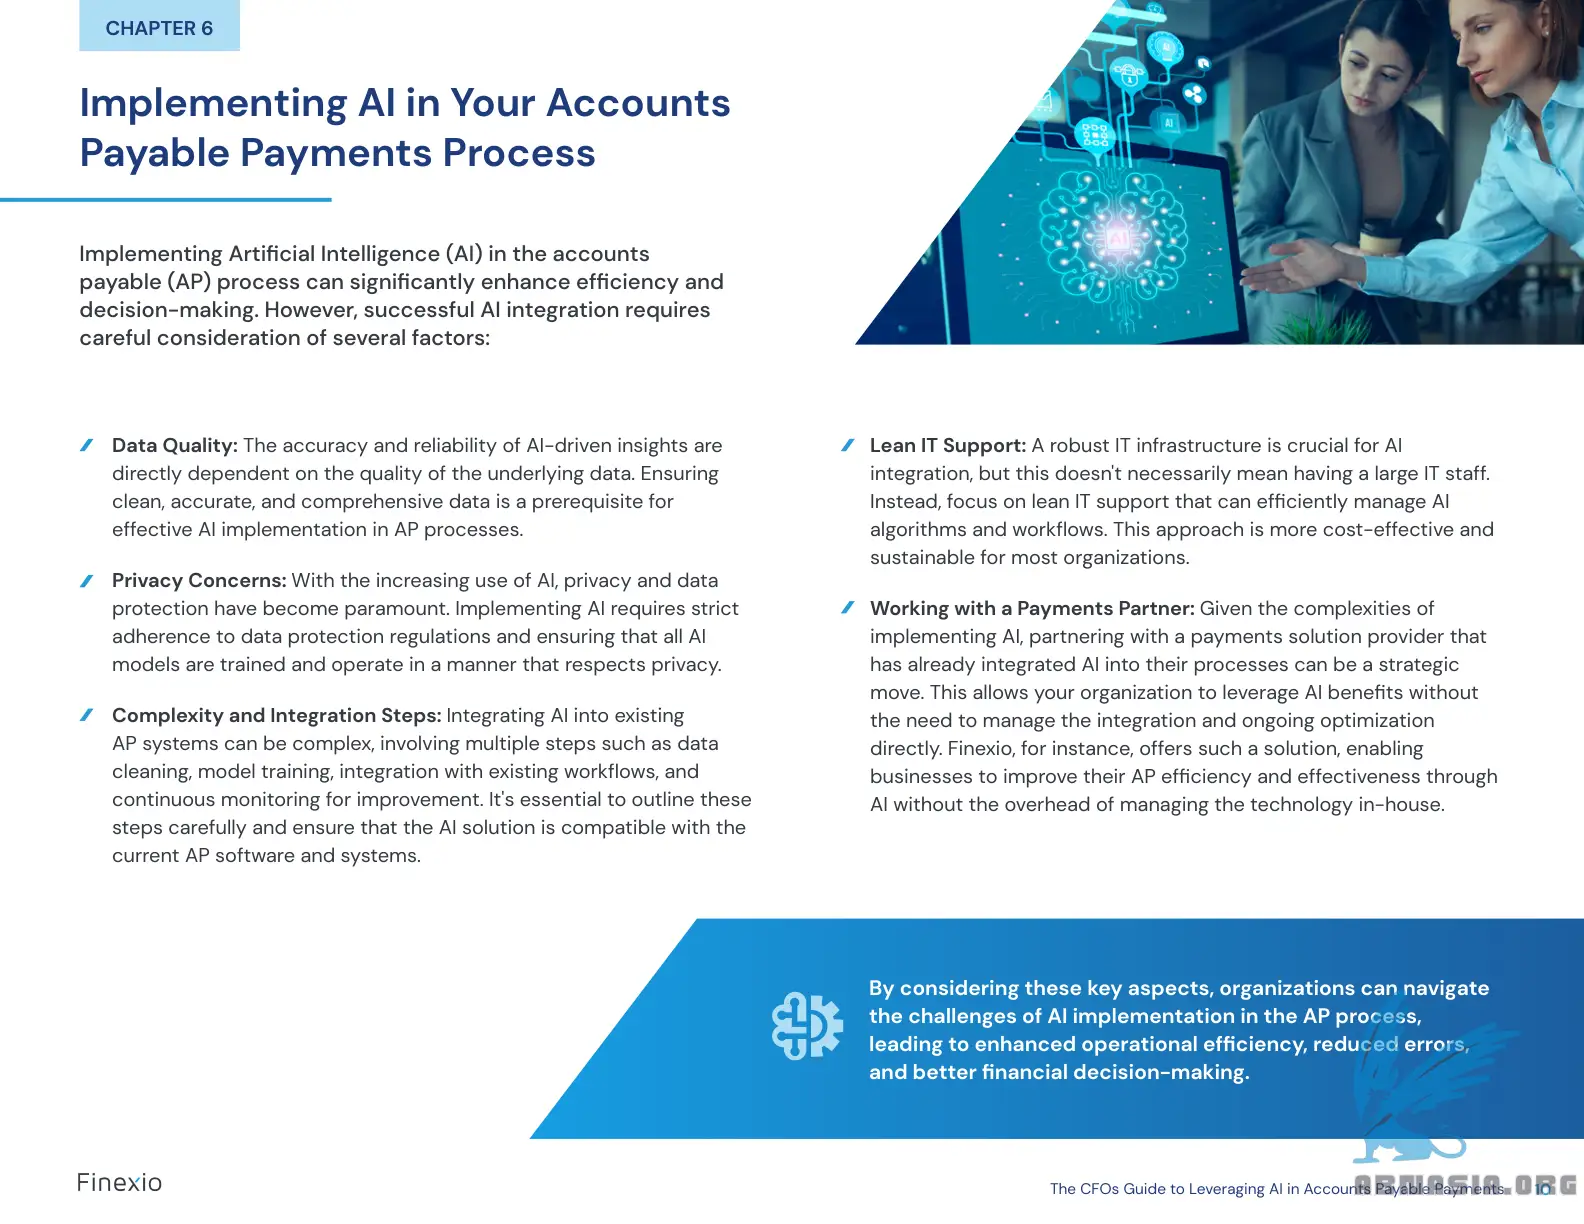 CHAPTER 6
Implementing AI in Your Accounts
Payable Payments Process
Implementing Artificial Intelligence (AI) in the accounts
payable (AP) process can significantly enhance efficiency and
decision-making. However, successful AI integration requires
careful consideration of several factors:
AI
AI
AI
Data Quality: The accuracy and reliability of AI-driven insights are
directly dependent on the quality of the underlying data. Ensuring
clean, accurate, and comprehensive data is a prerequisite for
effective AI implementation in AP processes.
Privacy Concerns: With the increasing use of AI, privacy and data
protection have become paramount. Implementing AI requires strict
adherence to data protection regulations and ensuring that all AI
models are trained and operate in a manner that respects privacy.
Complexity and Integration Steps: Integrating AI into existing
AP systems can be complex, involving multiple steps such as data
cleaning, model training, integration with existing workflows, and
continuous monitoring for improvement. It's essential to outline these
steps carefully and ensure that the AI solution is compatible with the
current AP software and systems.
Lean IT Support: A robust IT infrastructure is crucial for AI
integration, but this doesn't necessarily mean having a large IT staff.
Instead, focus on lean IT support that can efficiently manage AI
algorithms and workflows. This approach is more cost-effective and
sustainable for most organizations.
Working with a Payments Partner: Given the complexities of
implementing AI, partnering with a payments solution provider that
has already integrated AI into their processes can be a strategic
move. This allows your organization to leverage AI benefits without
the need to manage the integration and ongoing optimization
directly. Finexio, for instance, offers such a solution, enabling
businesses to improve their AP efficiency and effectiveness through
AI without the overhead of managing the technology in-house.
By considering these key aspects, organizations can navigate
the challenges of AI implementation in the AP process,
leading to enhanced operational efficiency, reduced errors,
and better financial decision-making.
Finexio
The CFOs Guide to Leveraging AI in Accounts Payable Payments
10
ARMASIA.ORG